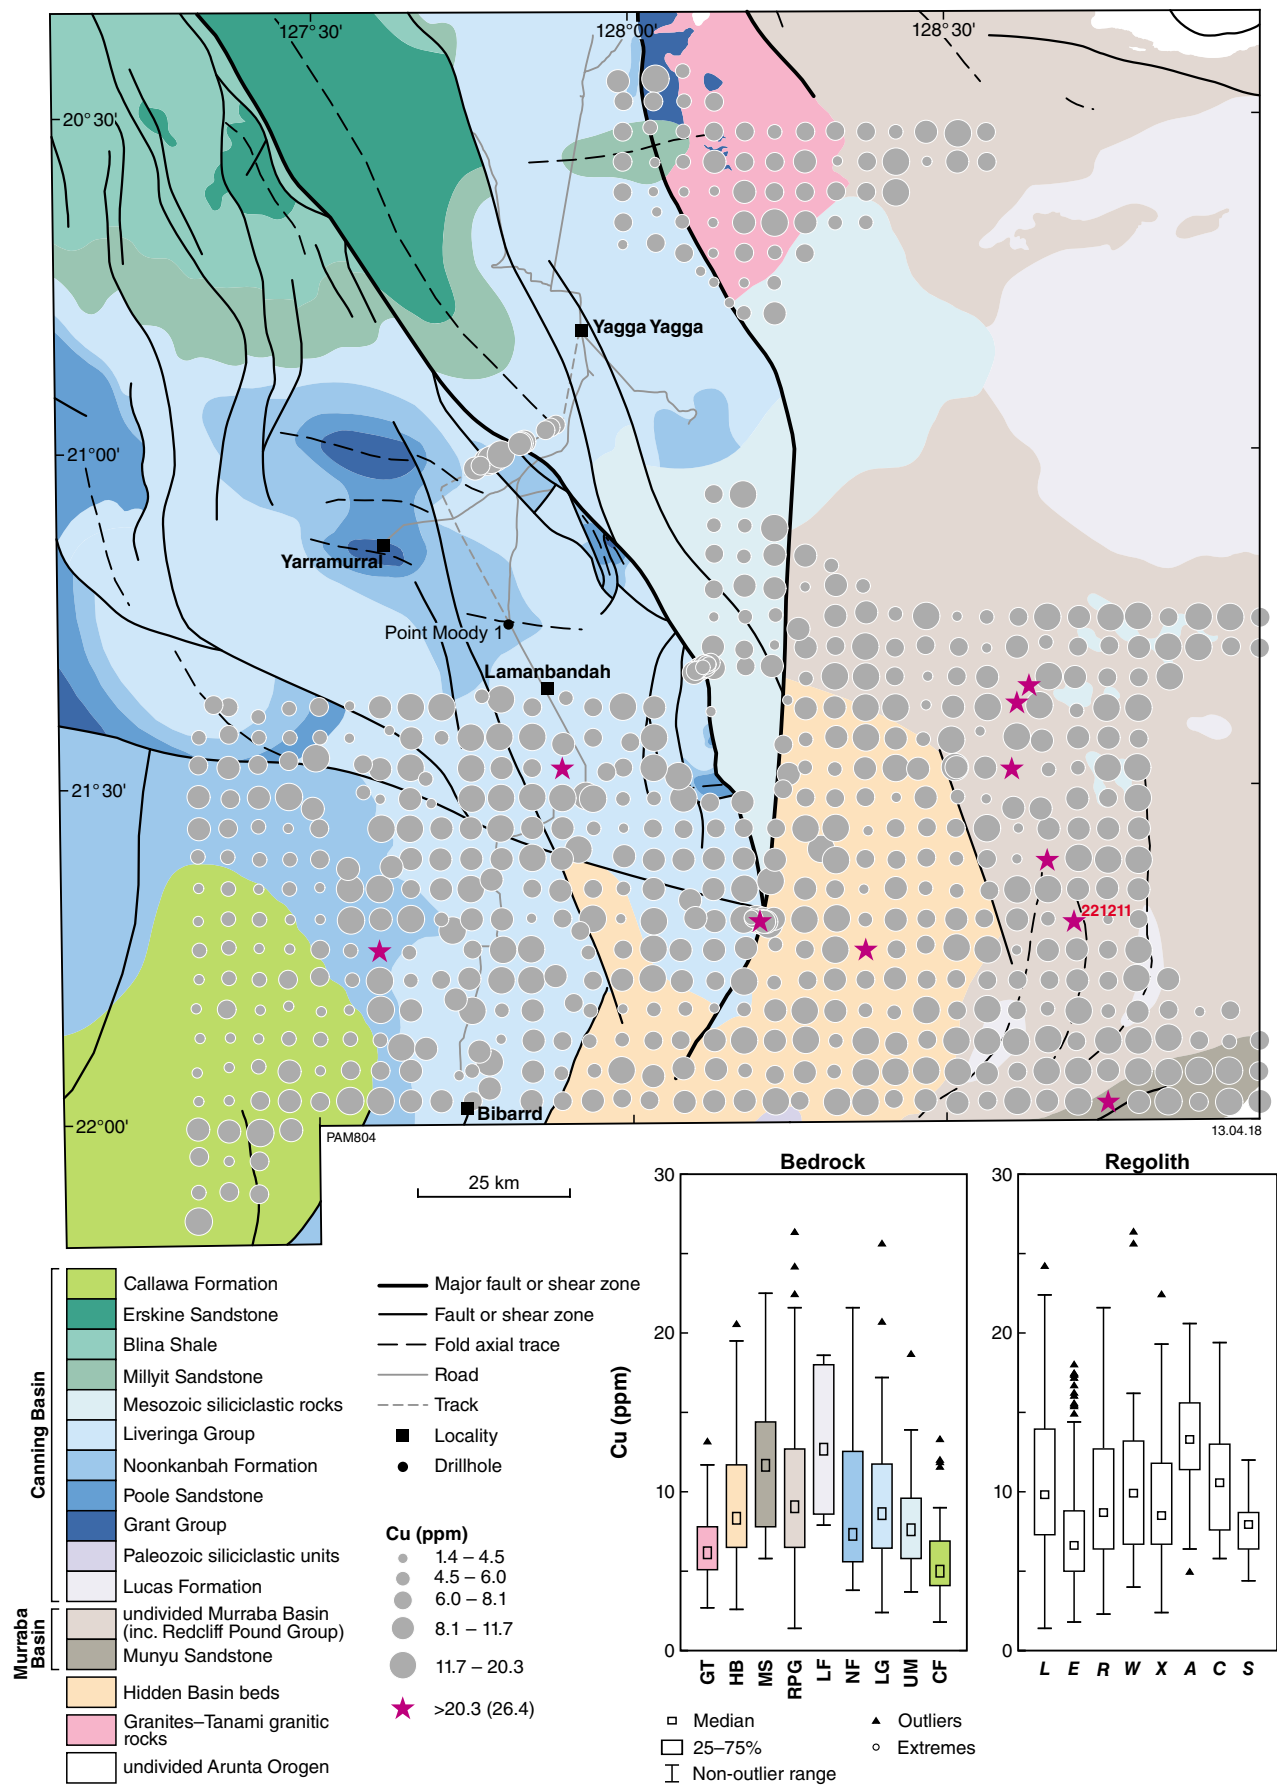 127°30'
128°00'
128°30'
20°30'
Yagga Yagga
21°00'
Yarramurral
Point Moody 1
Lamanbandah
21°30'
221211
Bibarrd
22°00'
PAM804
13.04.18
25 km
Canning Basin
Callawa Formation
Erskine Sandstone
Blina Shale
Millyit Sandstone
Mesozoic siliciclastic rocks
Liveringa Group
Noonkanbah Formation
Poole Sandstone
Grant Group
Paleozoic siliciclastic units
Lucas Formation
Murraba
Basin
undivided Murraba Basin
(inc. Redcliff Pound Group)
Munyu Sandstone
Hidden Basin beds
Granites–Tanami granitic
rocks
undivided Arunta Orogen
Major fault or shear zone
Fault or shear zone
Fold axial trace
Road
Track
Locality
Drillhole
Cu (ppm)
1.4 – 4.5
4.5 – 6.0
6.0 – 8.1
8.1 – 11.7
11.7 – 20.3
>20.3 (26.4)
Bedrock
Cu (ppm)
30
20
10
0
GT HB MS RPG LF NF LG UM CF
Regolith
30
20
10
0
L E R W X A C S
Median
25–75%
Non-outlier range
Outliers
Extremes